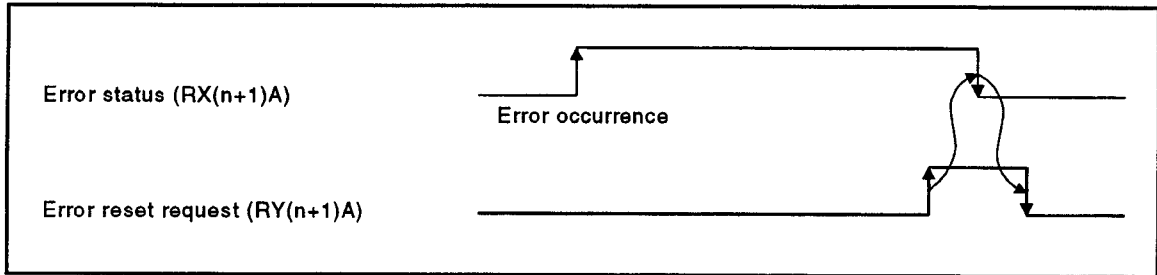 Error status (RX(n+1)A)
Error occurrence
Error reset request (RY(n+1)A)